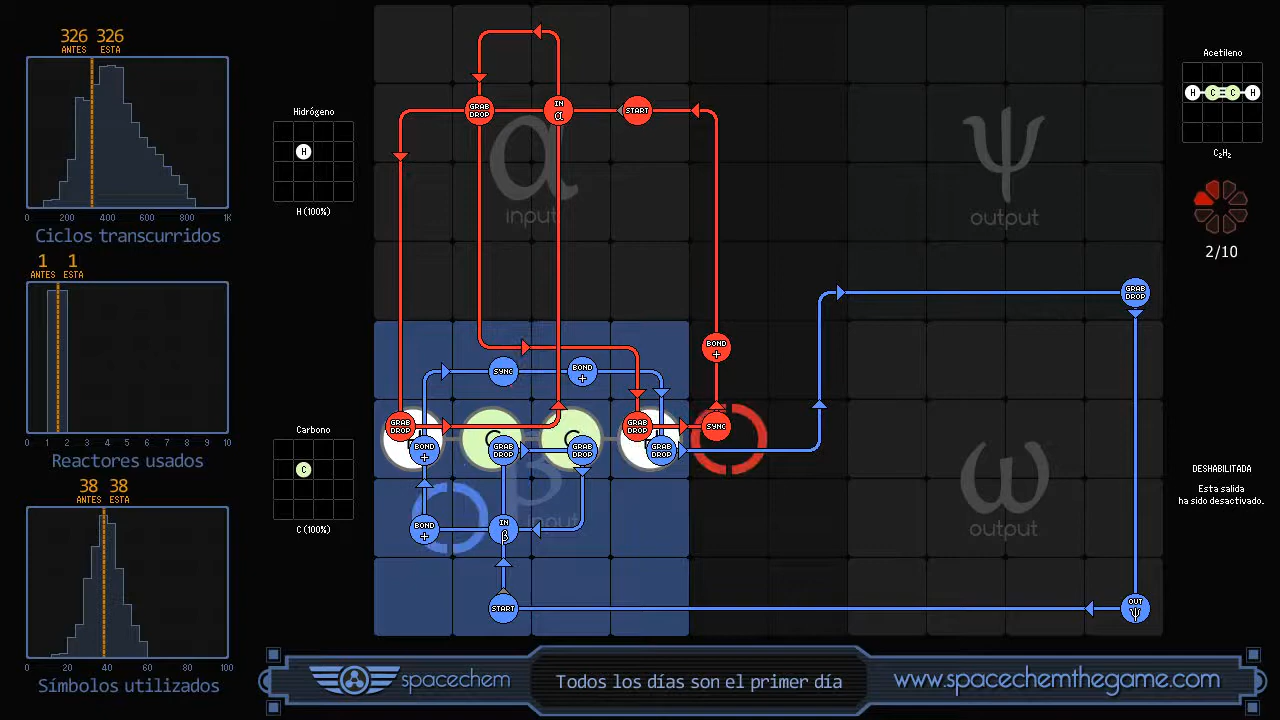 326 326
ANTES ESTA
0 200 400 600 800 1K
Ciclos transcurridos
1 1
ANTES ESTA
0 1 2 3 4 5 6 7 8 9 10
Reactores usados
38 38
ANTES ESTA
0 20 40 60 80 100
Símbolos utilizados
Hidrógeno
H
H (100%)
Carbono
C
C (100%)
GRAB DROP
IN α
START
α
input
ψ
output
GRAB DROP
BOND +
SYNC
BOND +
GRAB DROP
BOND +
C
GRAB DROP
C
GRAB DROP
GRAB DROP
GRAB DROP
SYNC
β
input
ω
output
BOND +
IN β
START
OUT ψ
Acetileno
H C C H
C₂H₂
2/10
DESHABILITADA
Esta salida
ha sido desactivado.
spacechem
Todos los días son el primer día
www.spacechemthegame.com